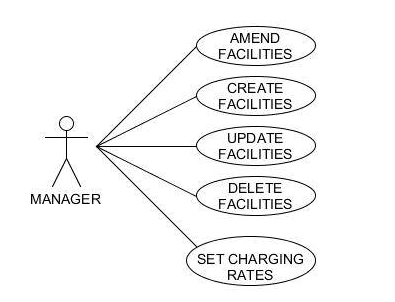 AMEND
FACILITIES
CREATE
FACILITIES
UPDATE
FACILITIES
DELETE
FACILITIES
MANAGER
SET CHARGING
RATES